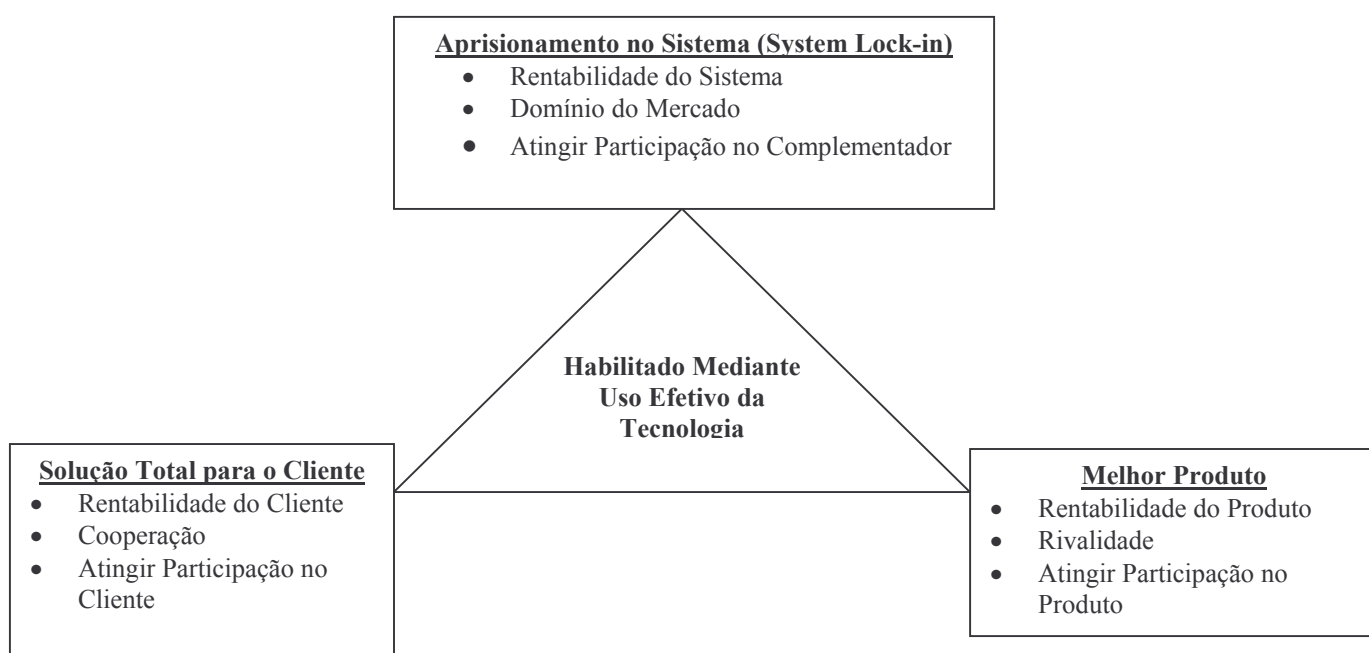 Aprisionamento no Sistema (System Lock-in)
• Rentabilidade do Sistema
• Domínio do Mercado
• Atingir Participação no Complementador
Habilitado Mediante
Uso Efetivo da
Tecnologia
Solução Total para o Cliente
• Rentabilidade do Cliente
• Cooperação
• Atingir Participação no
Cliente
Melhor Produto
• Rentabilidade do Produto
• Rivalidade
• Atingir Participação no
Produto